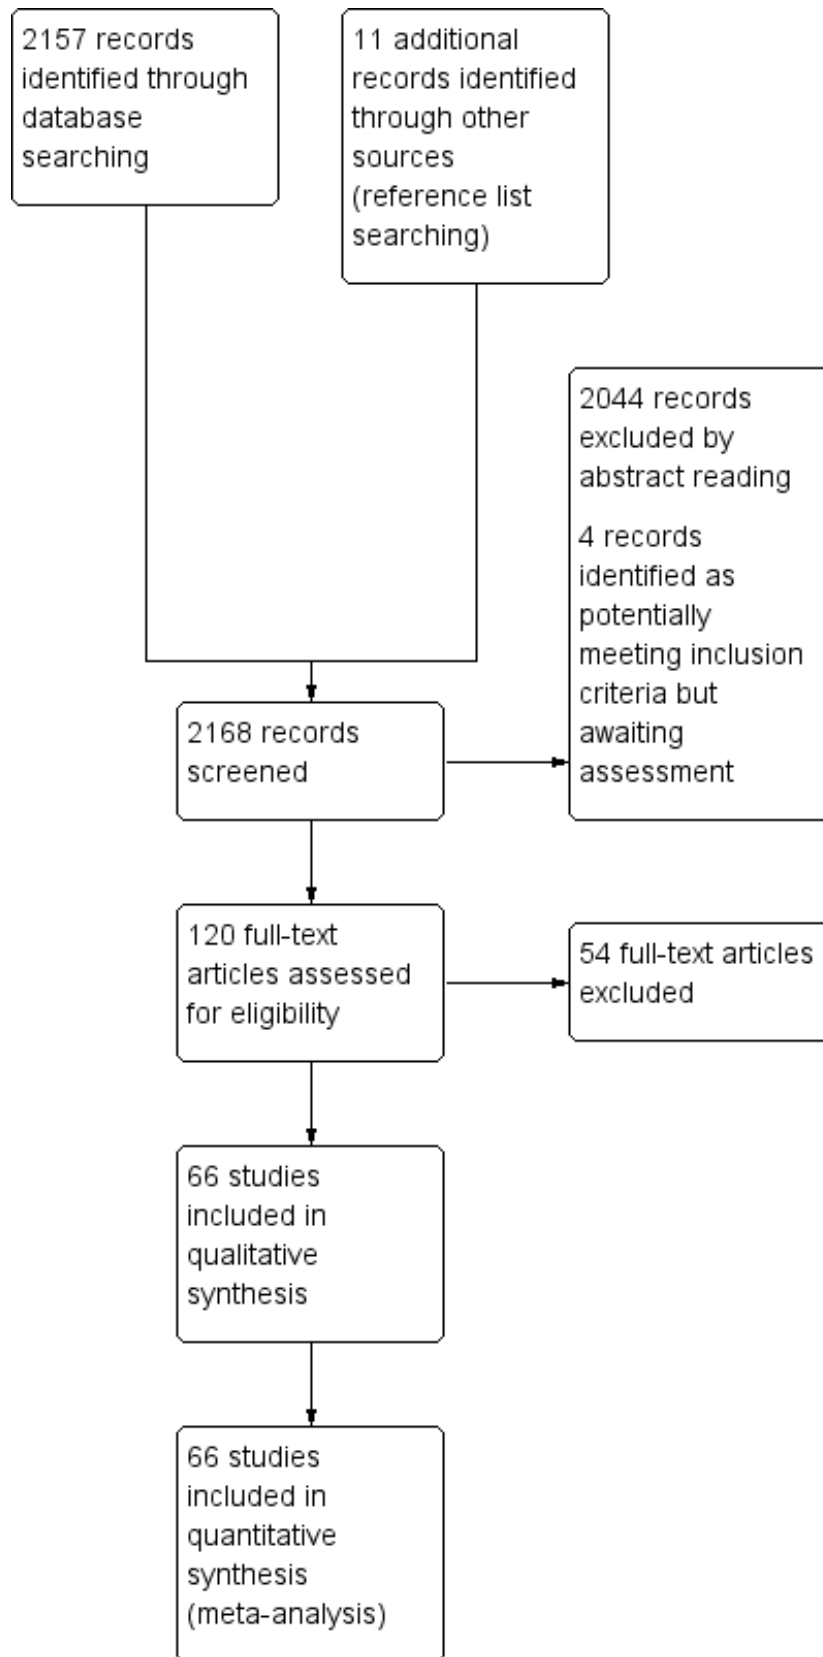 2157 records
identified through
database
searching
11 additional
records identified
through other
sources
(reference list
searching)
2044 records
excluded by
abstract reading
4 records
identified as
potentially
meeting inclusion
criteria but
awaiting
assessment
2168 records
screened
120 full-text
articles assessed
for eligibility
54 full-text articles
excluded
66 studies
included in
qualitative
synthesis
66 studies
included in
quantitative
synthesis
(meta-analysis)